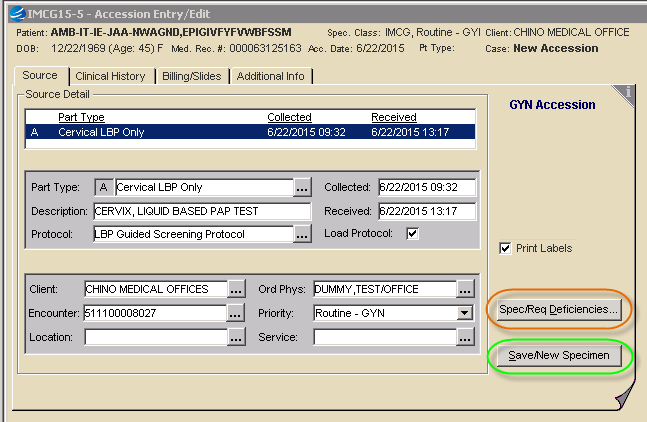 IMCG15-5 - Accession Entry/Edit
Patient: AMB-IT-IE-JAA-NWAGND,EPIGIVFYFVWBFSSM Spec. Class: IMCG, Routine - GYI Client: CHINO MEDICAL OFFICE
DOB: 12/22/1969 (Age: 45) F Med. Rec. #: 000063125163 Acc. Date: 6/22/2015 Pt Type: Case: New Accession
Source Clinical History Billing/Slides Additional Info
i
Source Detail
GYN Accession
Part Type Collected Received
A Cervical LBP Only 6/22/2015 09:32 6/22/2015 13:17
Part Type: A Cervical LBP Only ... Collected: 6/22/2015 09:32
Description: CERVIX, LIQUID BASED PAP TEST Received: 6/22/2015 13:17
Protocol: LBP Guided Screening Protocol ... Load Protocol:
Print Labels
Client: CHINO MEDICAL OFFICES ... Ord Phys: DUMMY,TEST/OFFICE ...
Encounter: 511100008027 ... Priority: Routine - GYN
Spec/Req Deficiencies...
Location: ... Service: ...
Save/New Specimen